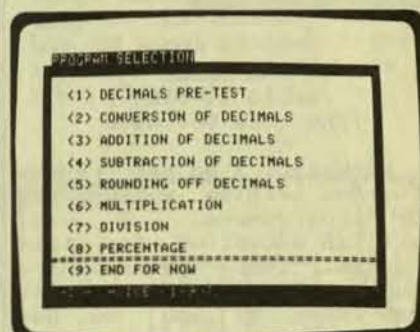 PROGRAM SELECTION
<1> DECIMALS PRE-TEST
<2> CONVERSION OF DECIMALS
<3> ADDITION OF DECIMALS
<4> SUBTRACTION OF DECIMALS
<5> ROUNDING OFF DECIMALS
<6> MULTIPLICATION
<7> DIVISION
<8> PERCENTAGE
<9> END FOR NOW